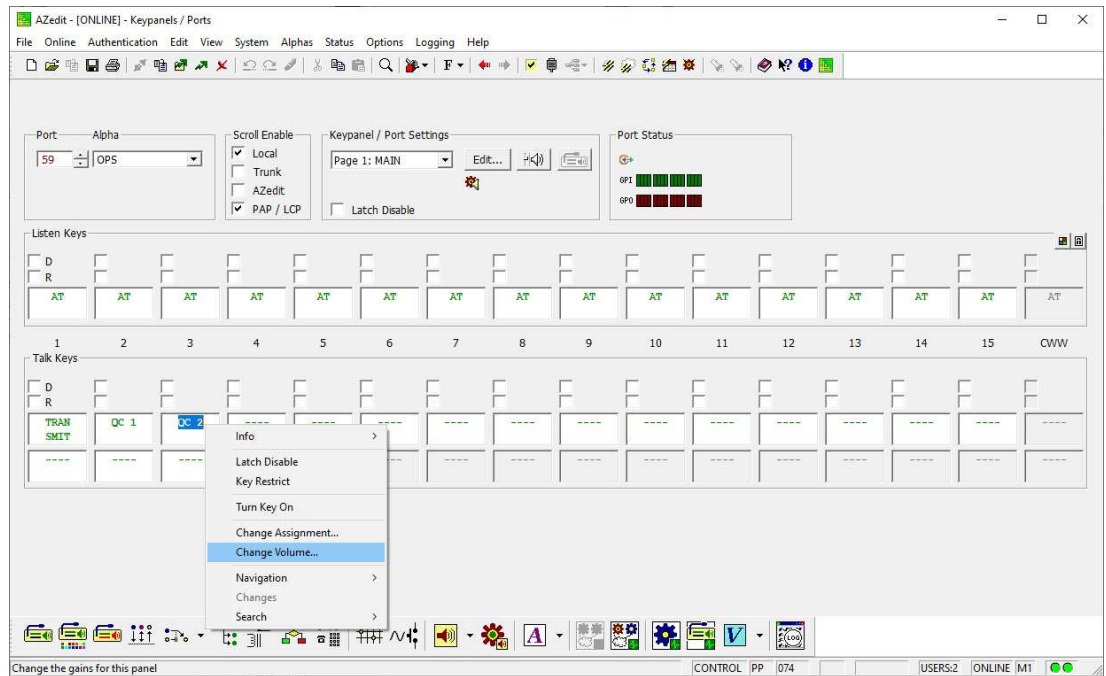 AZedit - [ONLINE] - Keypanels / Ports
File Online Authentication Edit View System Alphas Status Options Logging Help
F
Port Alpha Scroll Enable Keypanel / Port Settings Port Status
59 OPS Local Page 1: MAIN Edit...
Trunk
AZedit
PAP / LCP Latch Disable
GPI
GPO
Listen Keys
D
R
AT AT AT AT AT AT AT AT AT AT AT AT AT AT AT AT
1 2 3 4 5 6 7 8 9 10 11 12 13 14 15 CWW
Talk Keys
D
R
TRAN SMIT QC 1 QC 2 ---- ---- ---- ---- ---- ---- ---- ---- ---- ---- ---- ---- ----
---- ---- ---- -- ---- ---- ---- ---- ---- ---- ---- ---- ---- ----
Info
Latch Disable
Key Restrict
Turn Key On
Change Assignment...
Change Volume...
Navigation
Changes
Search
A V LOG
Change the gains for this panel CONTROL PP 074 USERS:2 ONLINE M1